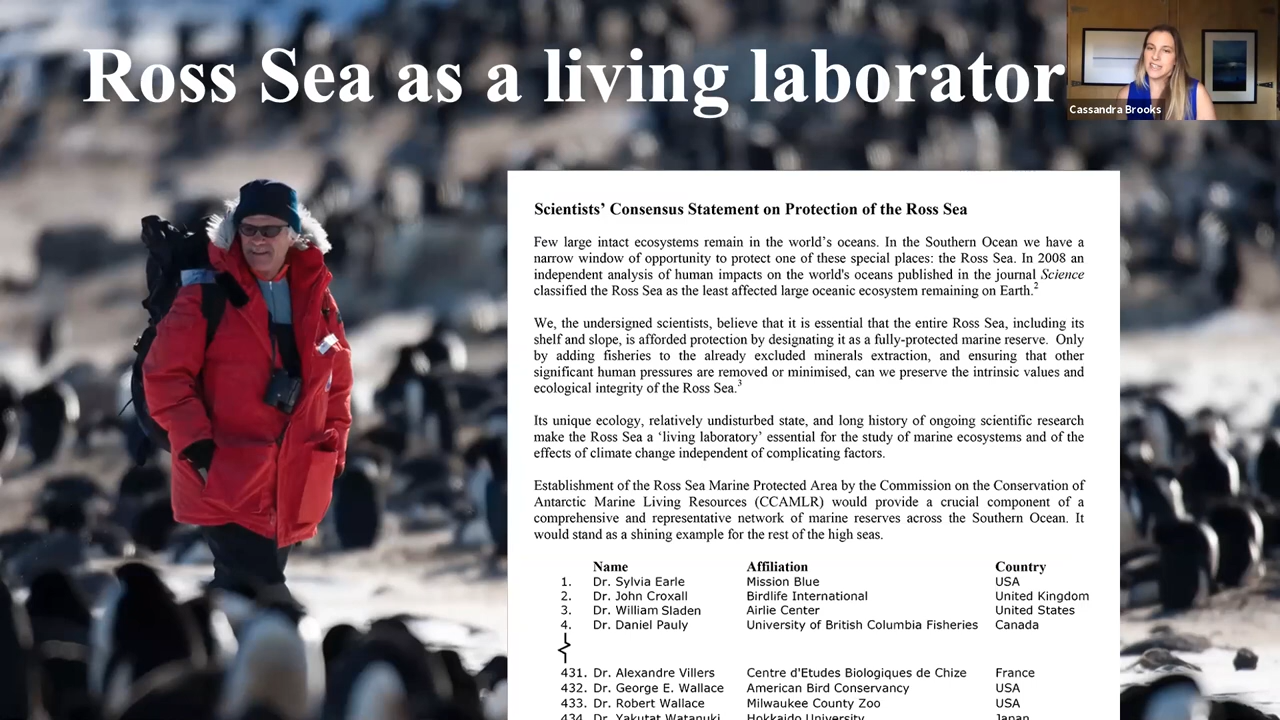 Ross Sea as a living laborator
Cassandra Brooks
Scientists’ Consensus Statement on Protection of the Ross Sea
Few large intact ecosystems remain in the world’s oceans. In the Southern Ocean we have a
narrow window of opportunity to protect one of these special places: the Ross Sea. In 2008 an
independent analysis of human impacts on the world's oceans published in the journal Science
classified the Ross Sea as the least affected large oceanic ecosystem remaining on Earth.2
We, the undersigned scientists, believe that it is essential that the entire Ross Sea, including its
shelf and slope, is afforded protection by designating it as a fully-protected marine reserve. Only
by adding fisheries to the already excluded minerals extraction, and ensuring that other
significant human pressures are removed or minimised, can we preserve the intrinsic values and
ecological integrity of the Ross Sea.3
Its unique ecology, relatively undisturbed state, and long history of ongoing scientific research
make the Ross Sea a ‘living laboratory’ essential for the study of marine ecosystems and of the
effects of climate change independent of complicating factors.
Establishment of the Ross Sea Marine Protected Area by the Commission on the Conservation of
Antarctic Marine Living Resources (CCAMLR) would provide a crucial component of a
comprehensive and representative network of marine reserves across the Southern Ocean. It
would stand as a shining example for the rest of the high seas.
Name Affiliation Country
1. Dr. Sylvia Earle Mission Blue USA
2. Dr. John Croxall Birdlife International United Kingdom
3. Dr. William Sladen Airlie Center United States
4. Dr. Daniel Pauly University of British Columbia Fisheries Canada
431. Dr. Alexandre Villers Centre d'Etudes Biologiques de Chize France
432. Dr. George E. Wallace American Bird Conservancy USA
433. Dr. Robert Wallace Milwaukee County Zoo USA
434. Dr. Yakutat Watanuki Hokkaido University Japan